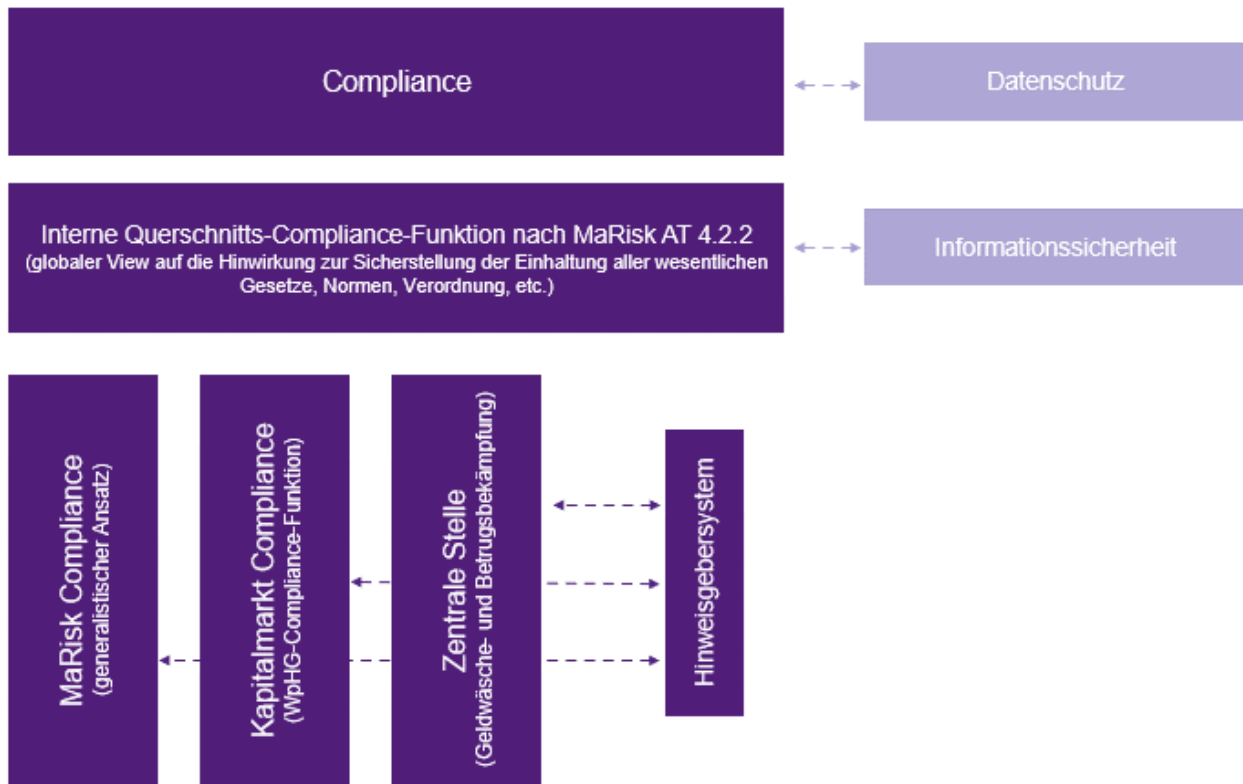 Compliance
Datenschutz
Interne Querschnitts-Compliance-Funktion nach MaRisk AT 4.2.2
(globaler View auf die Hinwirkung zur Sicherstellung der Einhaltung aller wesentlichen
Gesetze, Normen, Verordnung, etc.)
Informationssicherheit
MaRisk Compliance
(generalistischer Ansatz)
Kapitalmarkt Compliance
(WpHG-Compliance-Funktion)
Zentrale Stelle
(Geldwäsche- und Betrugsbekämpfung)
Hinweisgebersystem